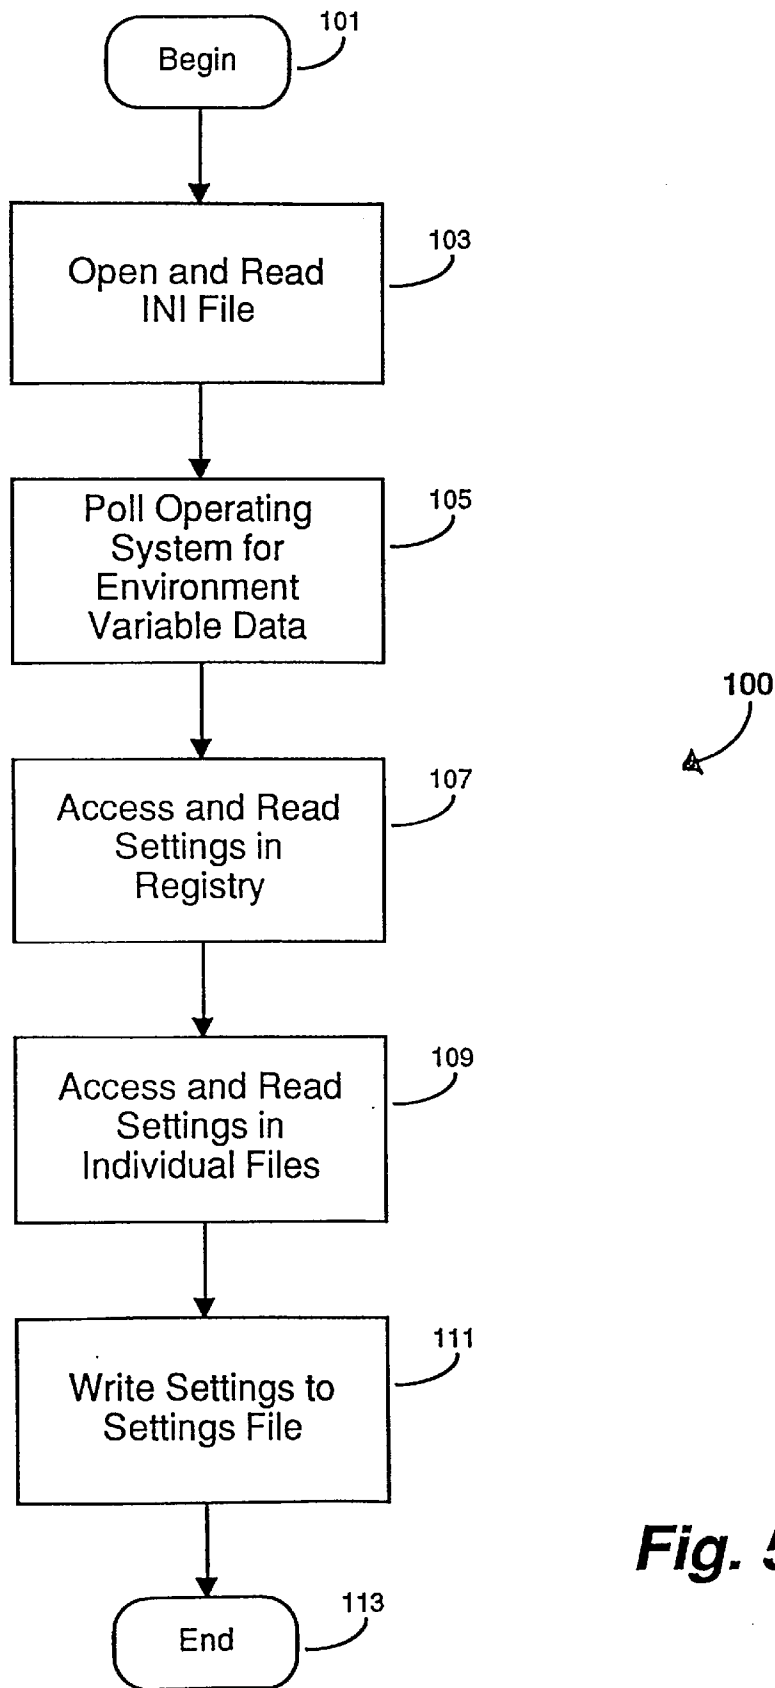 Begin
101
Open and Read
INI File
103
Poll Operating
System for
Environment
Variable Data
105
100
Access and Read
Settings in
Registry
107
Access and Read
Settings in
Individual Files
109
Write Settings to
Settings File
111
Fig. 5
End
113